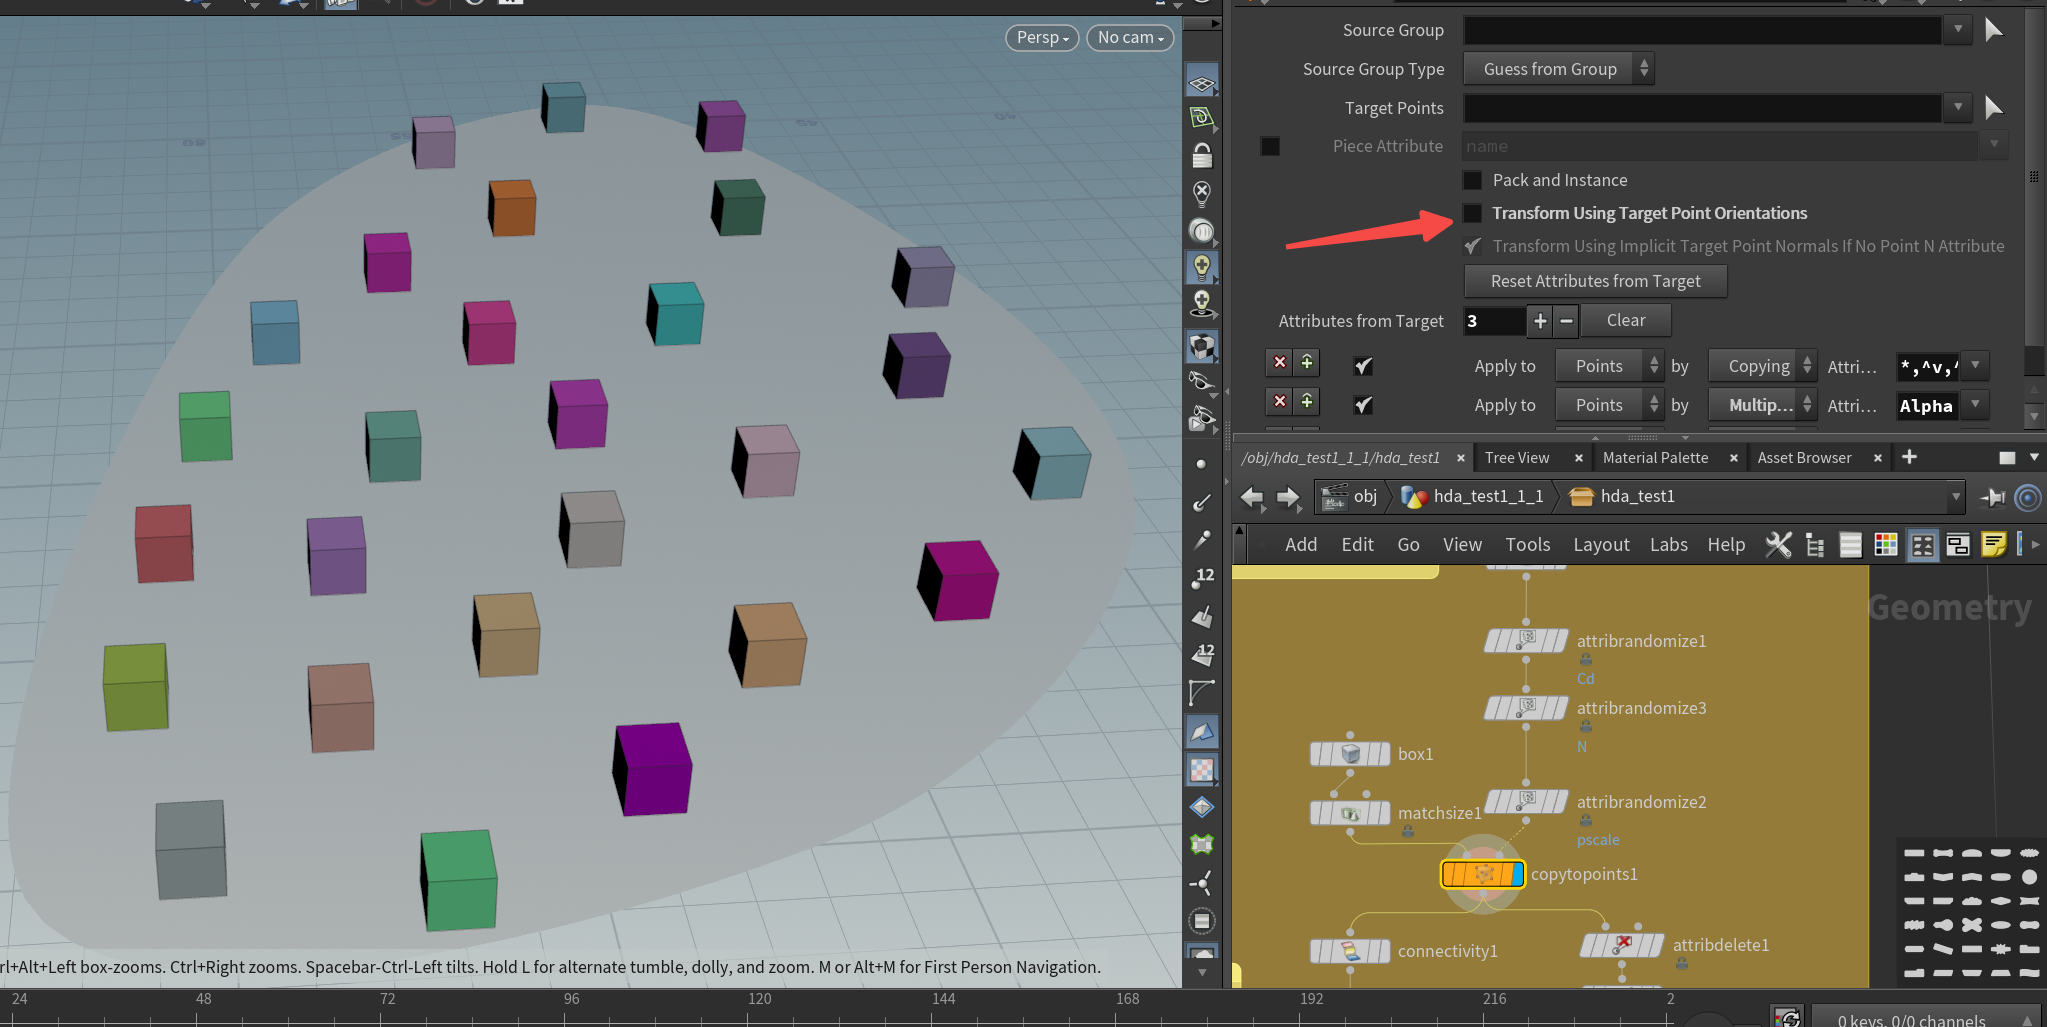 Persp
No cam
Source Group
Source Group Type
Guess from Group
Target Points
Piece Attribute
name
Pack and Instance
Transform Using Target Point Orientations
Transform Using Implicit Target Point Normals If No Point N Attribute
Reset Attributes from Target
Attributes from Target
3
Clear
Apply to
Points
by
Copying
Attri...
*,^v,^
Apply to
Points
by
Multip...
Attri...
Alpha
/obj/hda_test1_1_1/hda_test1
Tree View
Material Palette
Asset Browser
obj
hda_test1_1_1
hda_test1
Add Edit Go View Tools Layout Labs Help
12
12
Geometry
attribrandomize1
Cd
attribrandomize3
N
box1
attribrandomize2
pscale
matchsize1
copytopoints1
connectivity1
attribdelete1
rl+Alt+Left box-zooms. Ctrl+Right zooms. Spacebar-Ctrl-Left tilts. Hold L for alternate tumble, dolly, and zoom. M or Alt+M for First Person Navigation.
24 48 72 96 120 144 168 192 216 2
0 keys, 0/0 channels